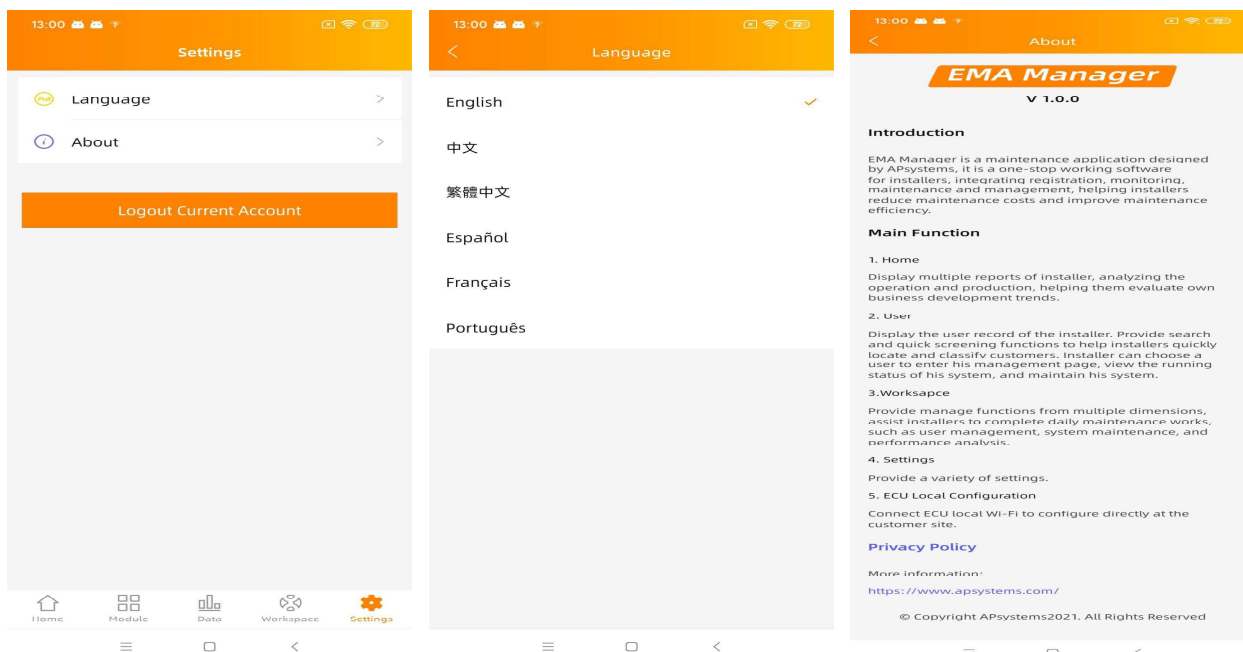 13:00
72
Settings
Language
About
Logout Current Account
Home
Module
Data
Workspace
Settings
13:00
72
Language
English
中文
繁體中文
Español
Français
Português
13:00
72
About
EMA Manager
V 1.0.0
Introduction
EMA Manager is a maintenance application designed
by APsystems, it is a one-stop working software
for installers, integrating registration, monitoring,
maintenance and management, helping installers
reduce maintenance costs and improve maintenance
efficiency.
Main Function
1. Home
Display multiple reports of installer, analyzing the
operation and production, helping them evaluate own
business development trends.
2. User
Display the user record of the installer. Provide search
and quick screening functions to help installers quickly
locate and classify customers. Installer can choose a
user to enter his management page, view the running
status of his system, and maintain his system.
3.Worksapce
Provide manage functions from multiple dimensions,
assist installers to complete daily maintenance works,
such as user management, system maintenance, and
performance analysis.
4. Settings
Provide a variety of settings.
5. ECU Local Configuration
Connect ECU local Wi-Fi to configure directly at the
customer site.
Privacy Policy
More information:
https://www.apsystems.com/
© Copyright APsystems2021. All Rights Reserved